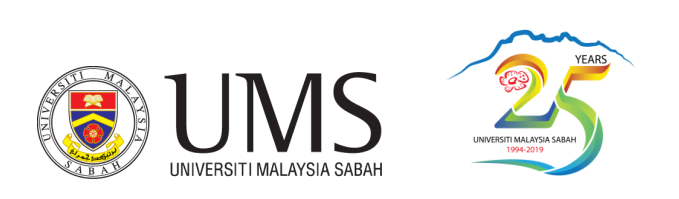 UNIVERSITI MALAYSIA
SABAH
UMS
UNIVERSITI MALAYSIA SABAH
25
YEARS
UNIVERSITI MALAYSIA SABAH
1994-2019